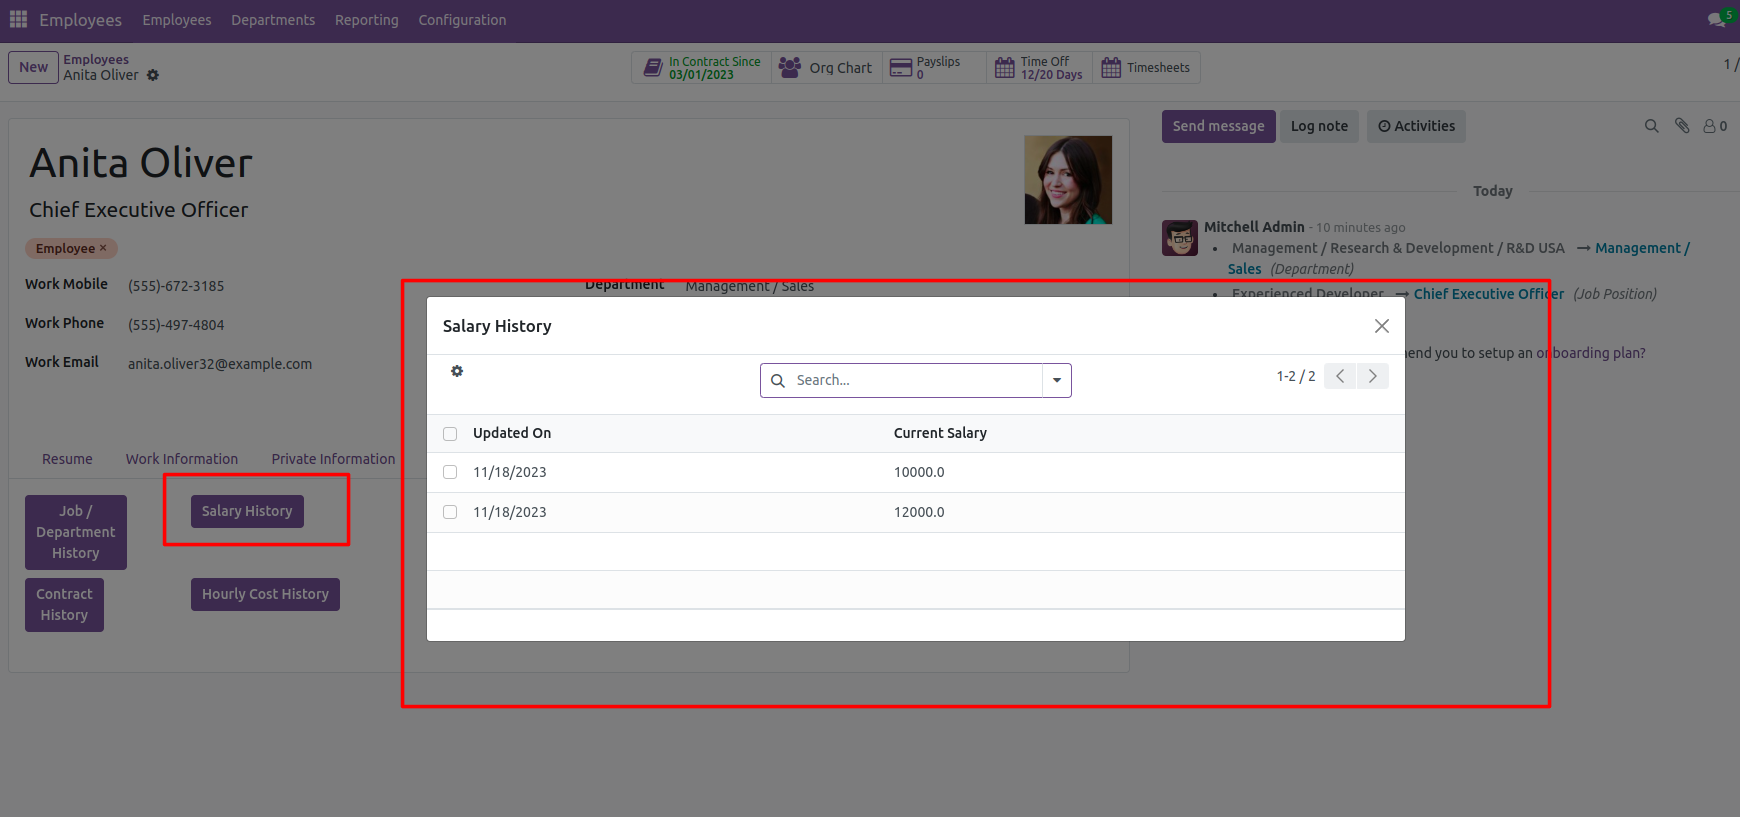 Employees Employees Departments Reporting Configuration 5
New Employees
Anita Oliver
In Contract Since
03/01/2023
Org Chart
Payslips
0
Time Off
12/20 Days
Timesheets
1 /
Anita Oliver
Chief Executive Officer
Employee ×
Work Mobile (555)-672-3185
Work Phone (555)-497-4804
Work Email anita.oliver32@example.com
Department Management / Sales
Resume Work Information Private Information
Job /
Department
History
Salary History
Contract
History
Hourly Cost History
Salary History
Search...
1-2 / 2
Updated On Current Salary
11/18/2023 10000.0
11/18/2023 12000.0
Send message Log note Activities 0
Today
Mitchell Admin - 10 minutes ago
• Management / Research & Development / R&D USA → Management /
Sales (Department)
• Experienced Developer → Chief Executive Officer (Job Position)
end you to setup an onboarding plan?